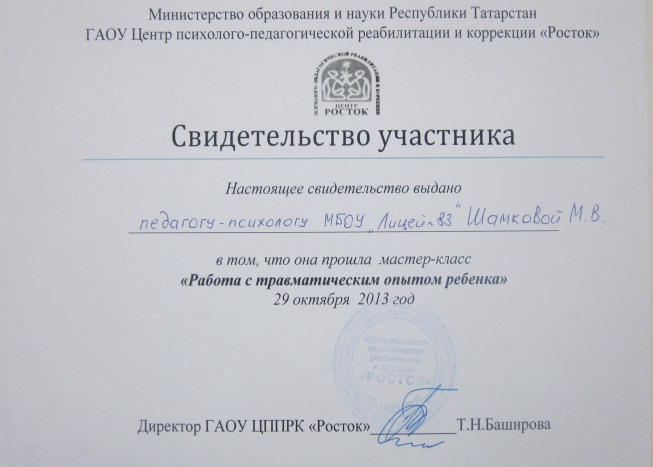 Министерство образования и науки Республики Татарстан
ГАОУ Центр психолого-педагогической реабилитации и коррекции «Росток»
ЦЕНТР
РОСТОК
Свидетельство участника
Настоящее свидетельство выдано
педагогу-психологу МБОУ „Лицей-83" Шамковой М.В.
в том, что она прошла мастер-класс
«Работа с травматическим опытом ребенка»
29 октября 2013 год
«РОСТОК»
Директор ГАОУ ЦППРК «Росток» Т.Н.Баширова